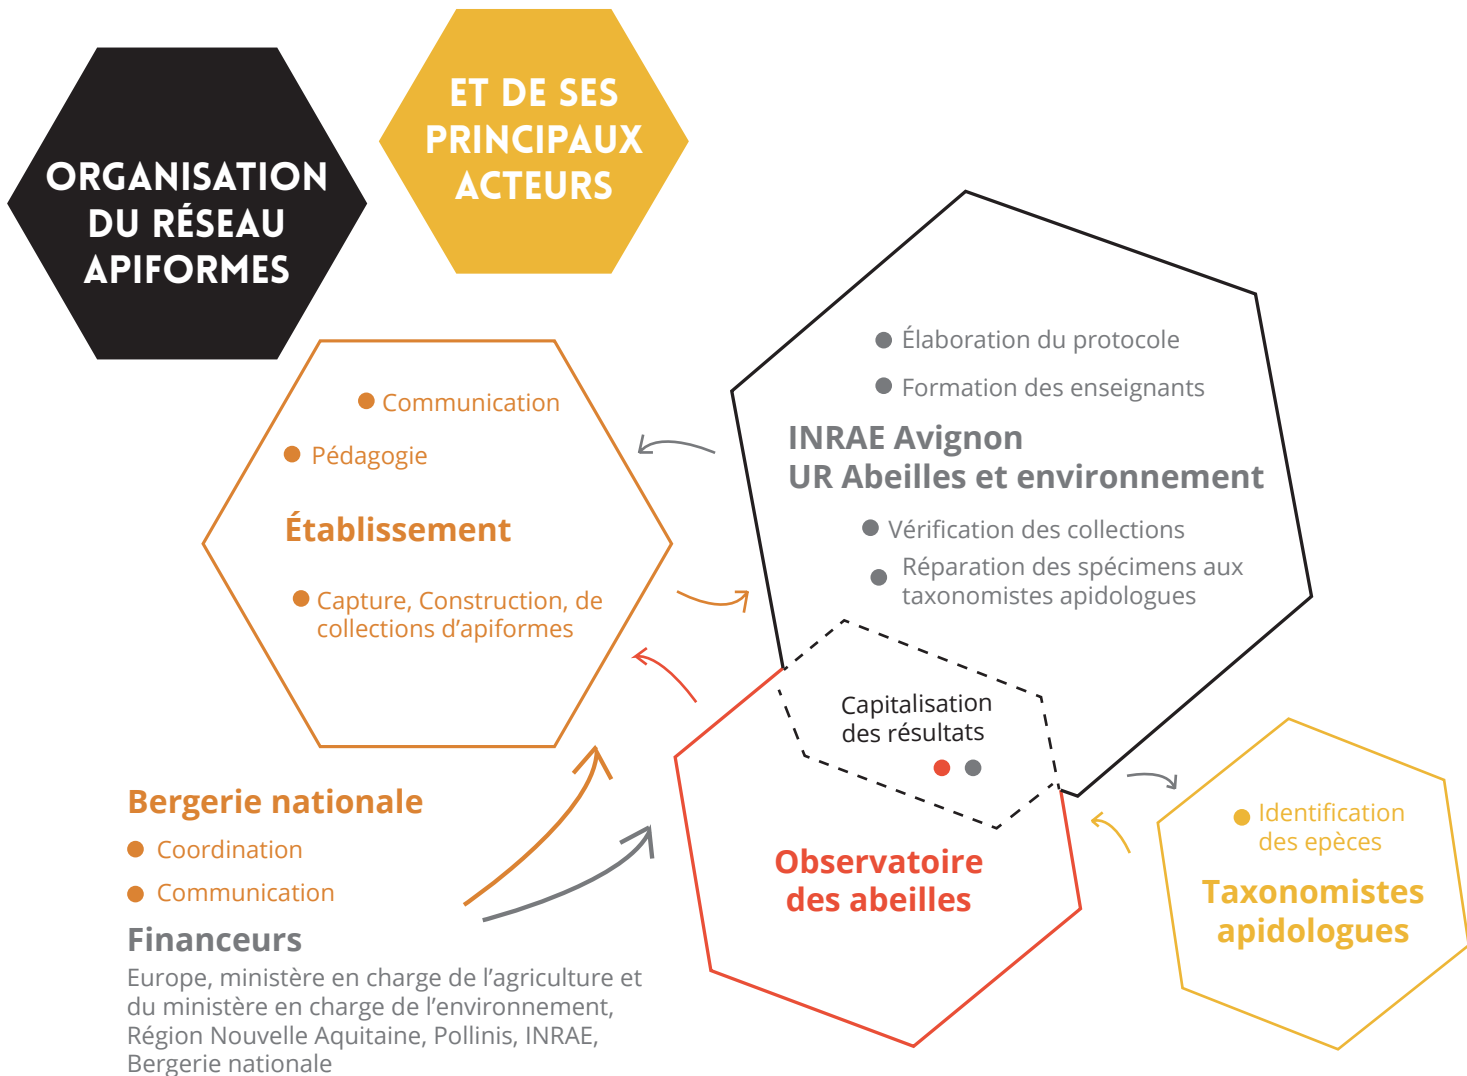 ORGANISATION
DU RÉSEAU
APIFORMES
ET DE SES
PRINCIPAUX
ACTEURS
Communication
Pédagogie
Établissement
Capture, Construction, de
collections d'apiformes
Élaboration du protocole
Formation des enseignants
INRAE Avignon
UR Abeilles et environnement
Vérification des collections
Réparation des spécimens aux
taxonomistes apidologues
Capitalisation
des résultats
Observatoire
des abeilles
Identification
des epèces
Taxonomistes
apidologues
Bergerie nationale
Coordination
Communication
Financeurs
Europe, ministère en charge de l'agriculture et
du ministère en charge de l'environnement,
Région Nouvelle Aquitaine, Pollinis, INRAE,
Bergerie nationale